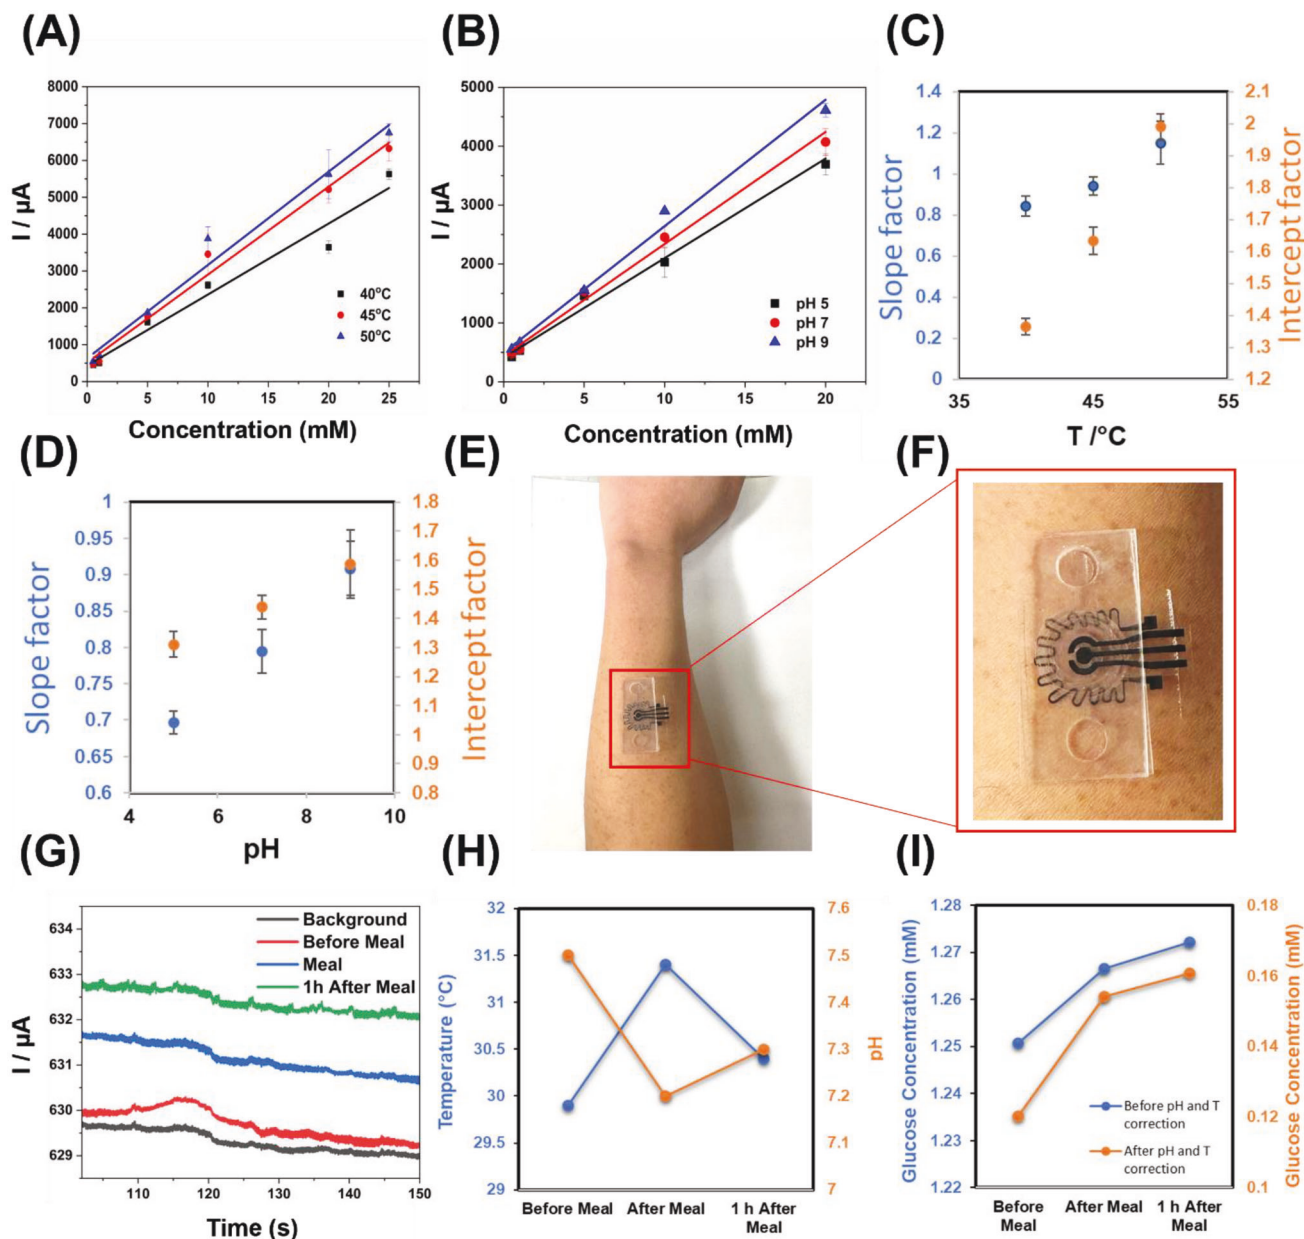 (A)
8000
7000
6000
5000
4000
3000
2000
1000
0
I / µA
0
5
10
15
20
25
Concentration (mM)
40°C
45°C
50°C
(B)
5000
4000
3000
2000
1000
0
I / µA
0
5
10
15
20
Concentration (mM)
pH 5
pH 7
pH 9
(C)
1.4
1.2
1
0.8
0.6
0.4
0.2
0
Slope factor
2.1
2
1.9
1.8
1.7
1.6
1.5
1.4
1.3
1.2
Intercept factor
35
45
55
T /°C
(D)
1
0.95
0.9
0.85
0.8
0.75
0.7
0.65
0.6
Slope factor
1.8
1.7
1.6
1.5
1.4
1.3
1.2
1.1
1
0.9
0.8
Intercept factor
4
6
8
10
pH
(E)
(F)
(G)
634
633
632
631
630
629
I / µA
Background
Before Meal
Meal
1h After Meal
110
120
130
140
150
Time (s)
(H)
32
31.5
31
30.5
30
29.5
29
Temperature (°C)
7.6
7.5
7.4
7.3
7.2
7.1
7
pH
Before Meal
After Meal
1 h After
Meal
(I)
1.28
1.27
1.26
1.25
1.24
1.23
1.22
Glucose Concentration (mM)
0.18
0.16
0.14
0.12
0.1
Glucose Concentration (mM)
Before pH and T
correction
After pH and T
correction
Before
Meal
After Meal
1 h After
Meal